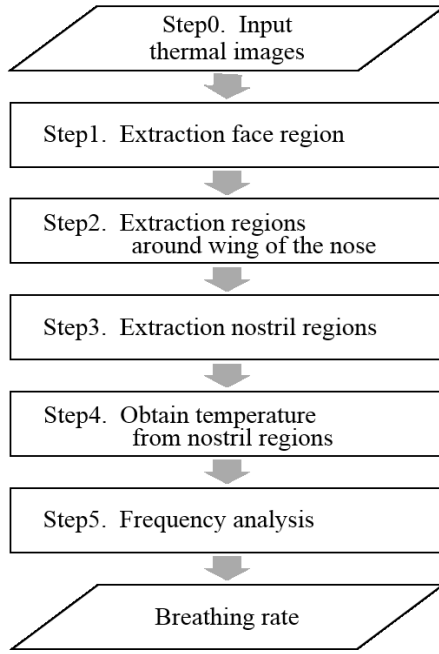 Step0. Input
thermal images
Step1. Extraction face region
Step2. Extraction regions
around wing of the nose
Step3. Extraction nostril regions
Step4. Obtain temperature
from nostril regions
Step5. Frequency analysis
Breathing rate